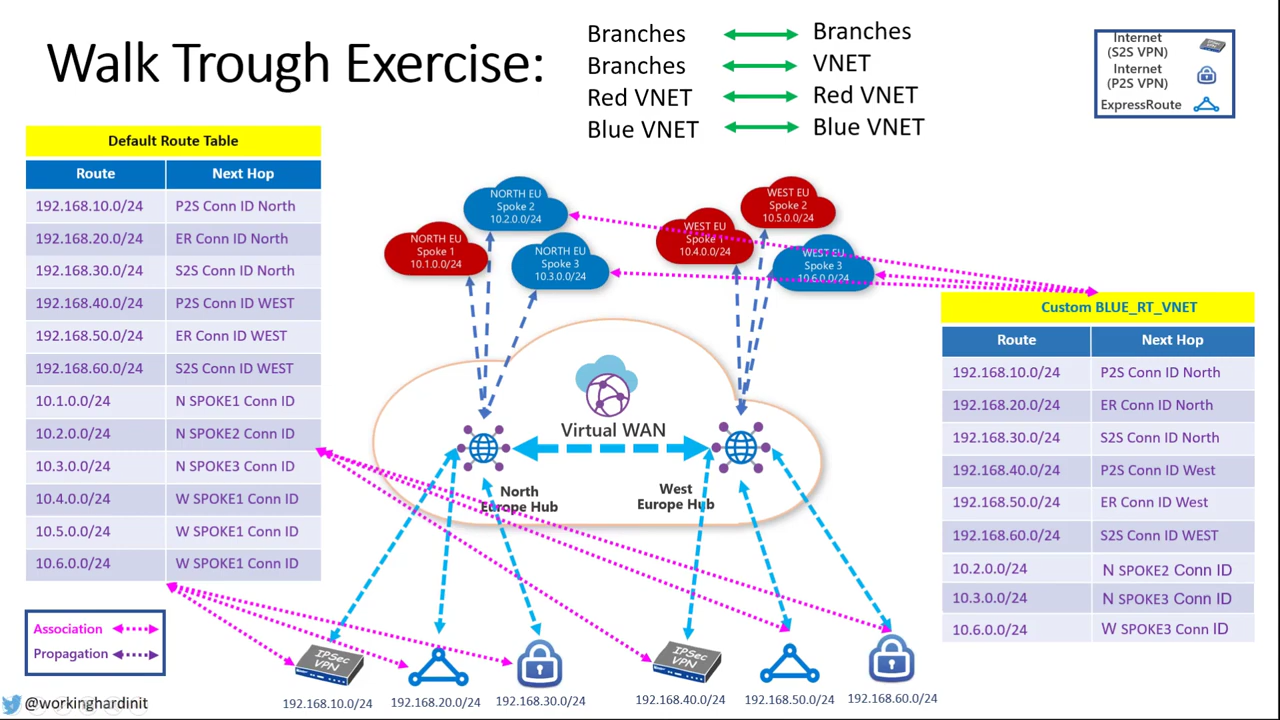 Walk Trough Exercise:
Branches Branches
Branches VNET
Red VNET Red VNET
Blue VNET Blue VNET
Internet
(S2S VPN)
Internet
(P2S VPN)
ExpressRoute
Default Route Table
Route Next Hop
192.168.10.0/24 P2S Conn ID North
192.168.20.0/24 ER Conn ID North
192.168.30.0/24 S2S Conn ID North
192.168.40.0/24 P2S Conn ID WEST
192.168.50.0/24 ER Conn ID WEST
192.168.60.0/24 S2S Conn ID WEST
10.1.0.0/24 N SPOKE1 Conn ID
10.2.0.0/24 N SPOKE2 Conn ID
10.3.0.0/24 N SPOKE3 Conn ID
10.4.0.0/24 W SPOKE1 Conn ID
10.5.0.0/24 W SPOKE1 Conn ID
10.6.0.0/24 W SPOKE1 Conn ID
Association
Propagation
@workinghardinit
NORTH EU
Spoke 1
10.1.0.0/24
NORTH EU
Spoke 2
10.2.0.0/24
NORTH EU
Spoke 3
10.3.0.0/24
WEST EU
Spoke 1
10.4.0.0/24
WEST EU
Spoke 2
10.5.0.0/24
WEST EU
Spoke 3
10.6.0.0/24
Virtual WAN
North
Europe Hub
West
Europe Hub
IPSec
VPN
192.168.10.0/24
192.168.20.0/24
192.168.30.0/24
IPSec
VPN
192.168.40.0/24
192.168.50.0/24
192.168.60.0/24
Custom BLUE_RT_VNET
Route Next Hop
192.168.10.0/24 P2S Conn ID North
192.168.20.0/24 ER Conn ID North
192.168.30.0/24 S2S Conn ID North
192.168.40.0/24 P2S Conn ID West
192.168.50.0/24 ER Conn ID West
192.168.60.0/24 S2S Conn ID WEST
10.2.0.0/24 N SPOKE2 Conn ID
10.3.0.0/24 N SPOKE3 Conn ID
10.6.0.0/24 W SPOKE3 Conn ID